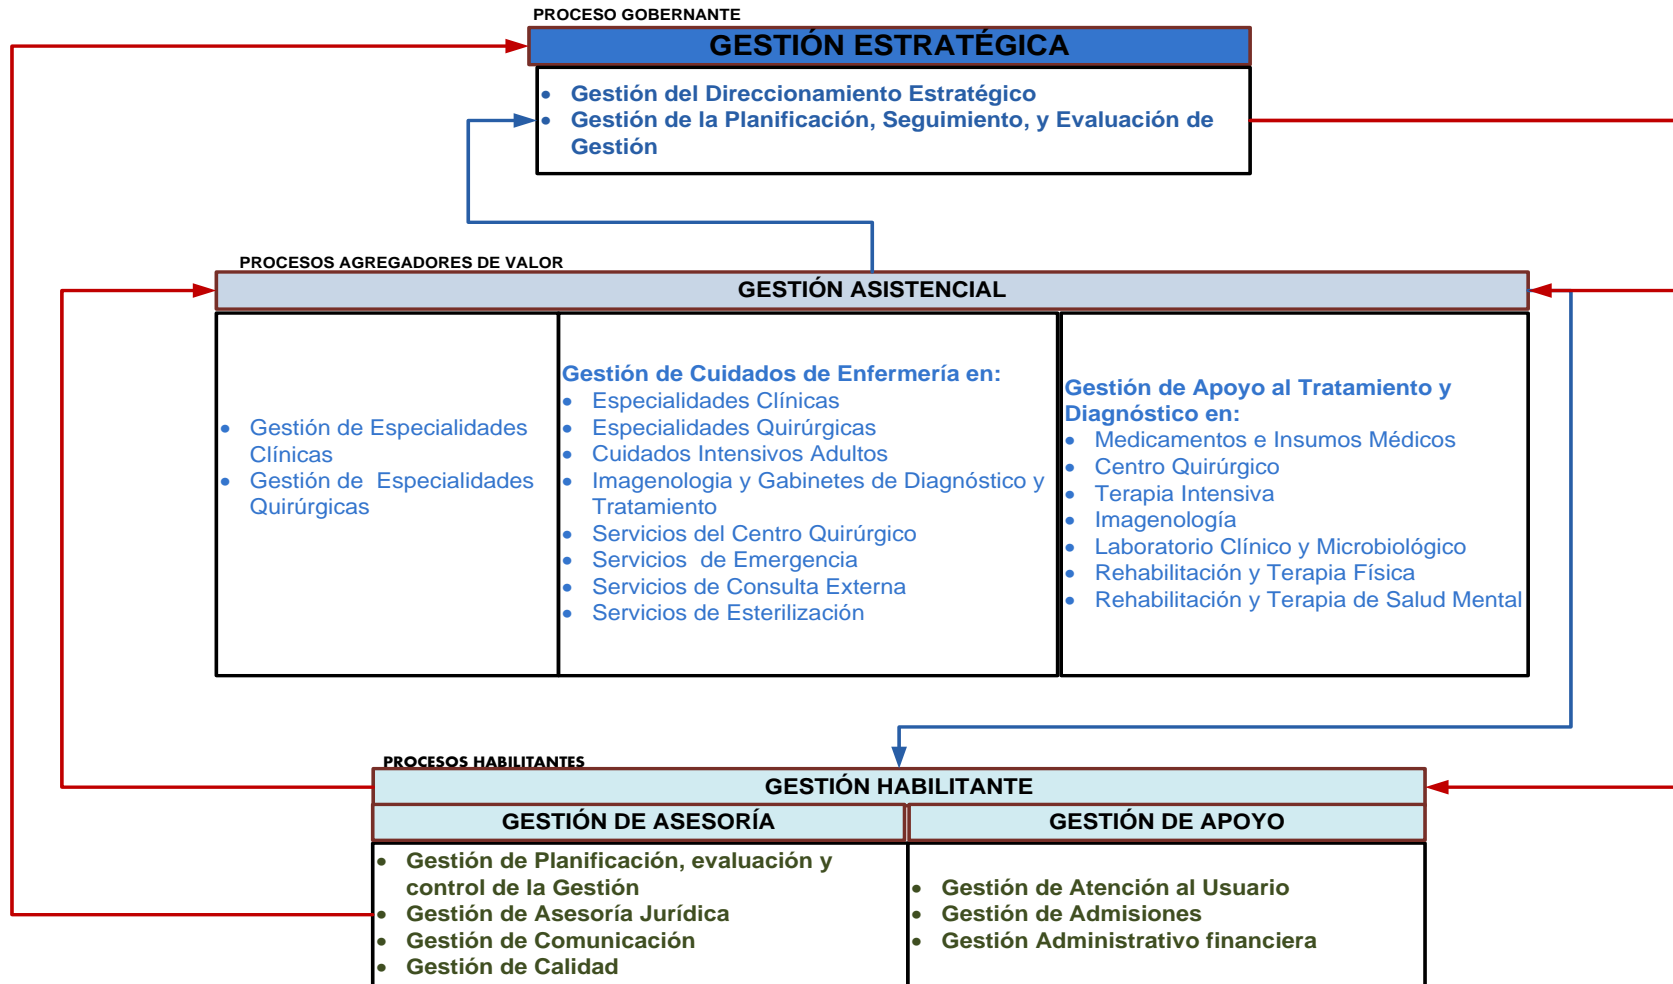 PROCESO GOBERNANTE
GESTIÓN ESTRATÉGICA
• Gestión del Direccionamiento Estratégico
• Gestión de la Planificación, Seguimiento, y Evaluación de
Gestión
PROCESOS AGREGADORES DE VALOR
GESTIÓN ASISTENCIAL
• Gestión de Especialidades
Clínicas
• Gestión de Especialidades
Quirúrgicas
Gestión de Cuidados de Enfermería en:
• Especialidades Clínicas
• Especialidades Quirúrgicas
• Cuidados Intensivos Adultos
• Imagenologia y Gabinetes de Diagnóstico y
Tratamiento
• Servicios del Centro Quirúrgico
• Servicios de Emergencia
• Servicios de Consulta Externa
• Servicios de Esterilización
Gestión de Apoyo al Tratamiento y
Diagnóstico en:
• Medicamentos e Insumos Médicos
• Centro Quirúrgico
• Terapia Intensiva
• Imagenología
• Laboratorio Clínico y Microbiológico
• Rehabilitación y Terapia Física
• Rehabilitación y Terapia de Salud Mental
PROCESOS HABILITANTES
GESTIÓN HABILITANTE
GESTIÓN DE ASESORÍA
• Gestión de Planificación, evaluación y
control de la Gestión
• Gestión de Asesoría Jurídica
• Gestión de Comunicación
• Gestión de Calidad
GESTIÓN DE APOYO
• Gestión de Atención al Usuario
• Gestión de Admisiones
• Gestión Administrativo financiera